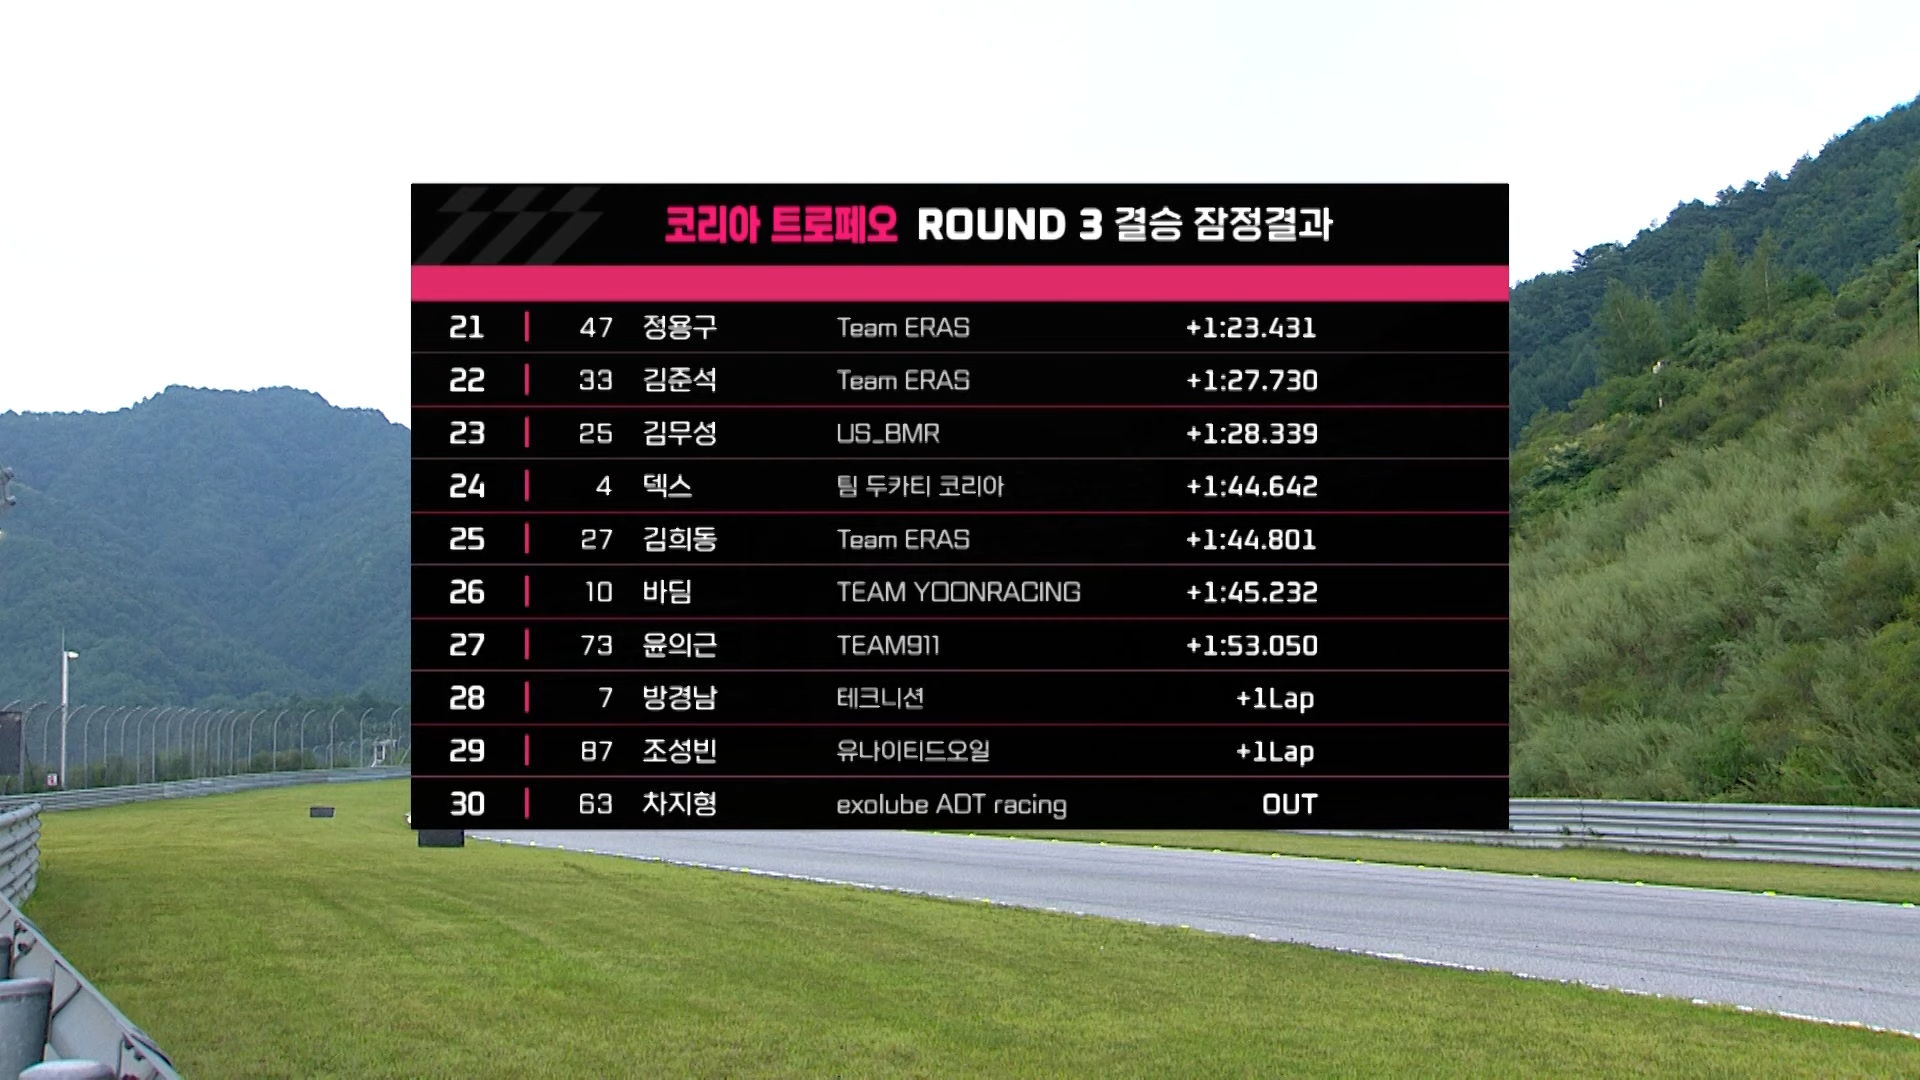 코리아 트로페오 ROUND 3 결승 잠정결과
21 47 정용구 Team ERAS +1:23.431
22 33 김준석 Team ERAS +1:27.730
23 25 김무성 US_BMR +1:28.339
24 4 덱스 팀 두카티 코리아 +1:44.642
25 27 김희동 Team ERAS +1:44.801
26 10 바딤 TEAM YOONRACING +1:45.232
27 73 윤의근 TEAM911 +1:53.050
28 7 방경남 테크니션 +1Lap
29 87 조성빈 유나이티드오일 +1Lap
30 63 차지형 exolube ADT racing OUT